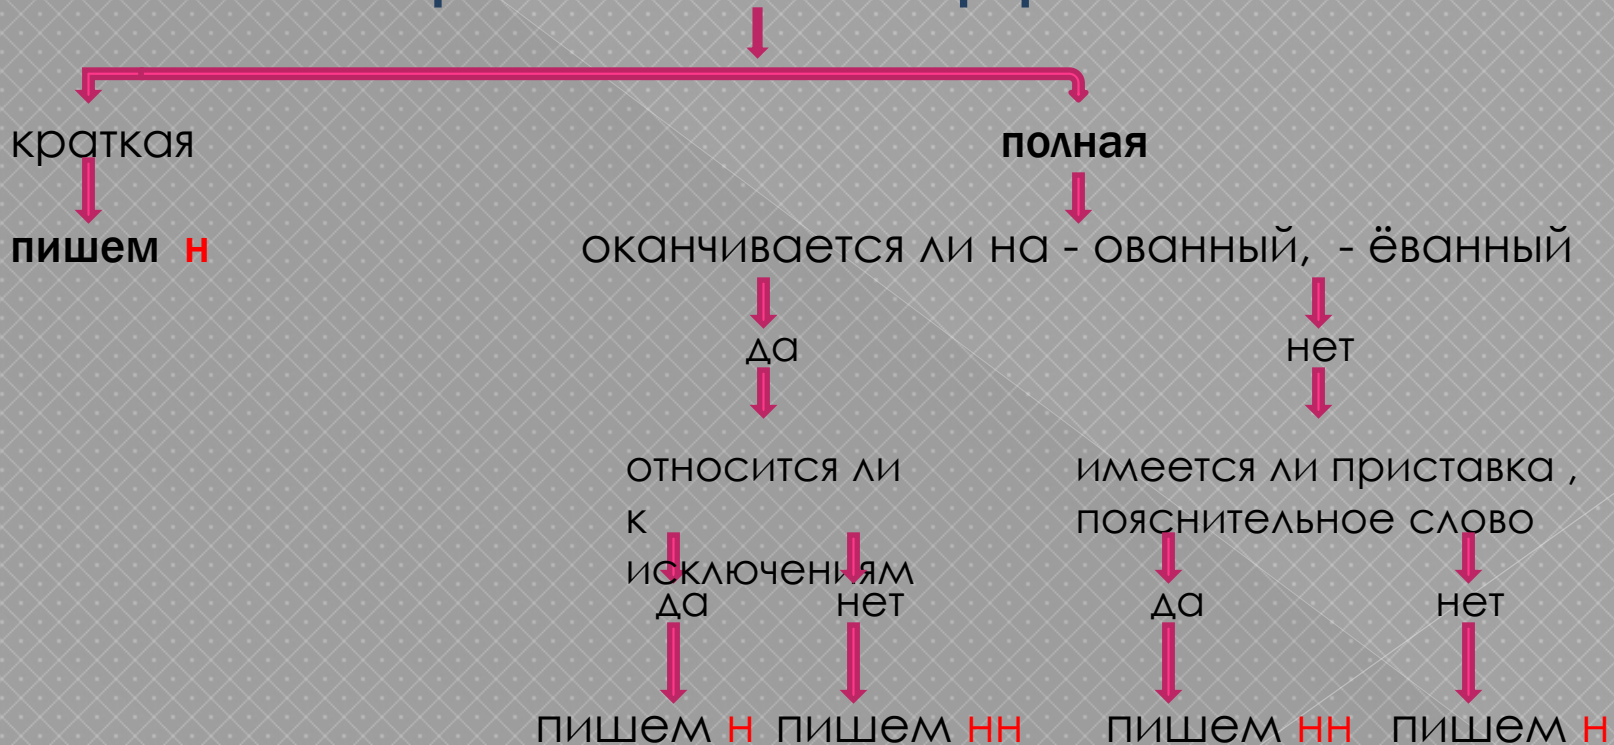 краткая
полная
пишем н
оканчивается ли на - ованный, - ёванный
да
нет
относится ли
к
исключениям
имеется ли приставка ,
пояснительное слово
да
нет
да
нет
пишем н
пишем нн
пишем нн
пишем н